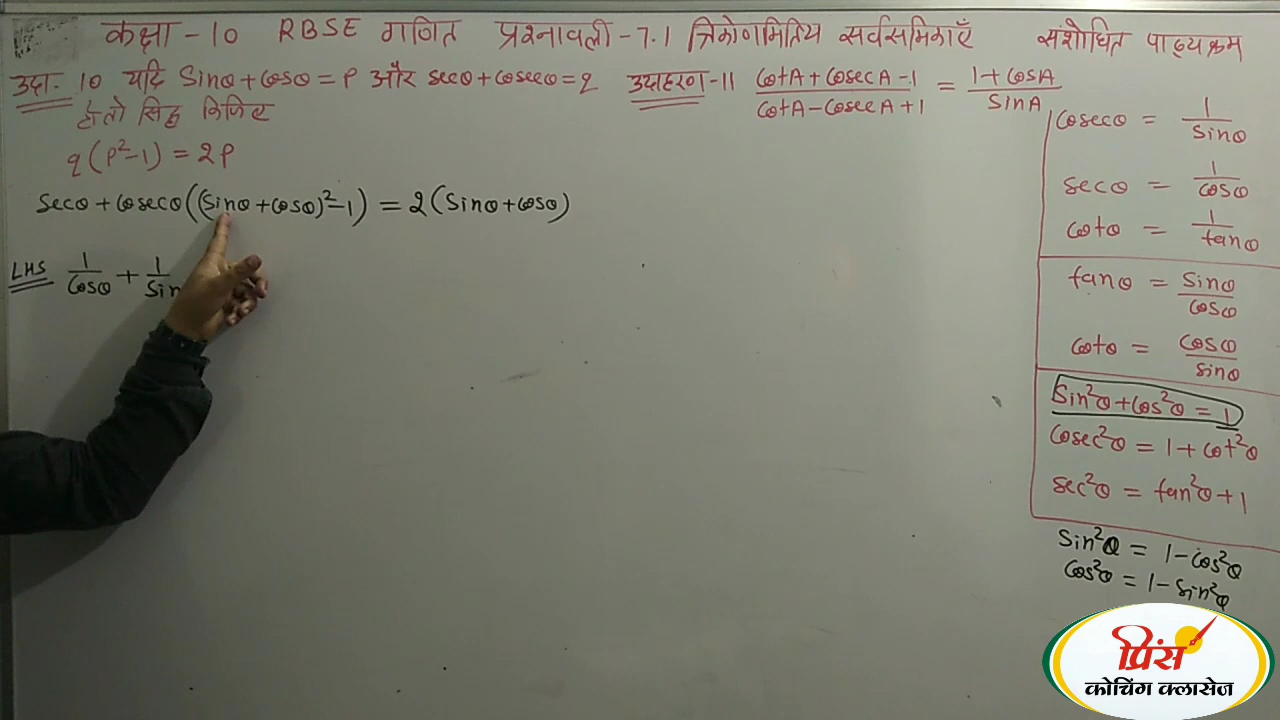 कक्षा - 10 RBSE गणित प्रश्नावली - 7.1 त्रिकोणमितिय सर्वसमिकाएँ संशोधित पाठ्यक्रम
उदा. 10 यदि Sinθ + Cosθ = P और secθ + Cosecθ = q
हो तो सिद्ध किजिए
q(P²-1) = 2P
Secθ + Cosecθ((Sinθ + Cosθ)²-1) = 2(Sinθ + Cosθ)
LHS 1/Cosθ + 1/Sin
उदाहरण - 11 (CotA + CosecA - 1)/(CotA - CosecA + 1) = (1 + CosA)/SinA
Cosecθ = 1/Sinθ
Secθ = 1/Cosθ
Cotθ = 1/tanθ
tanθ = Sinθ/Cosθ
Cotθ = Cosθ/Sinθ
Sin²θ + Cos²θ = 1
Cosec²θ = 1 + Cot²θ
Sec²θ = tan²θ + 1
Sin²θ = 1 - Cos²θ
Cos²θ = 1 - Sin²θ
प्रिंस
कोचिंग क्लासेज